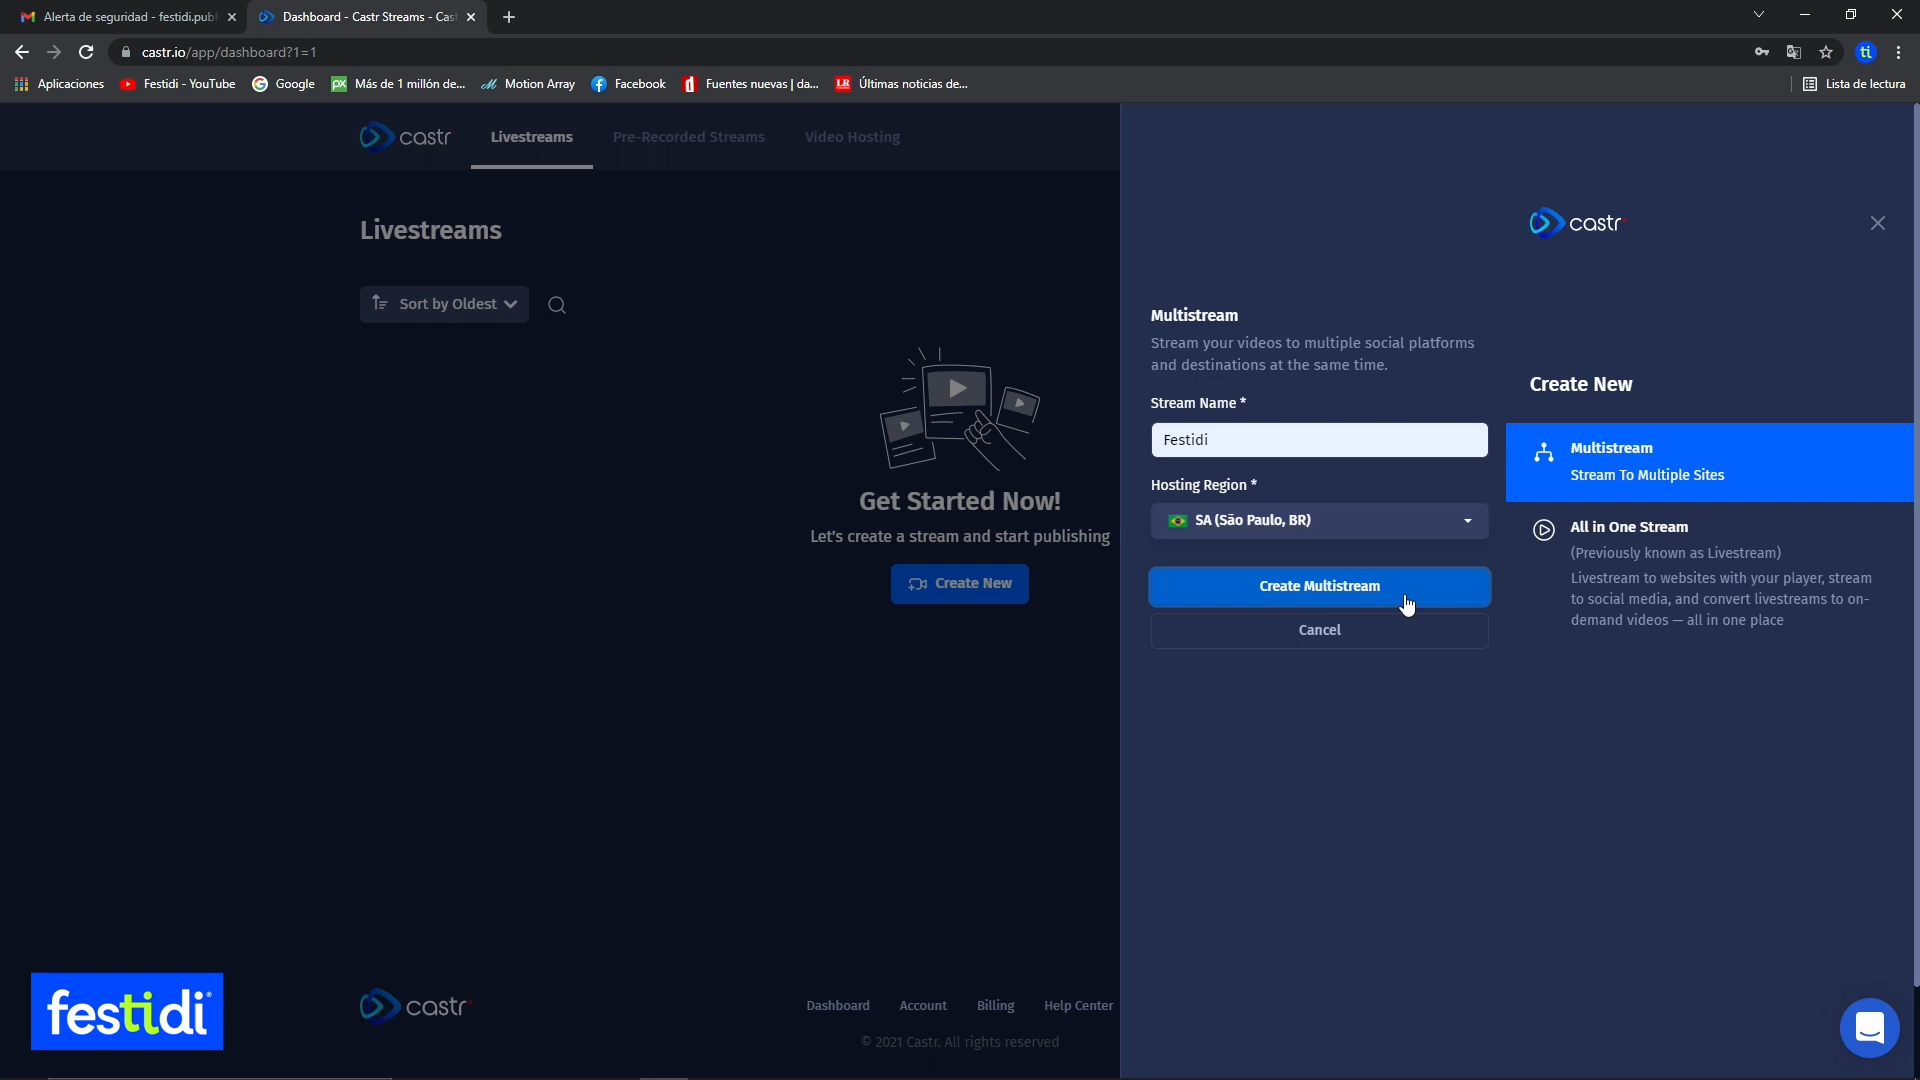 Alerta de seguridad - festidi.publ
Dashboard - Castr Streams - Cast
castr.io/app/dashboard?1=1
ti
Aplicaciones
Festidi - YouTube
Google
Más de 1 millón de...
Motion Array
Facebook
Fuentes nuevas | da...
Últimas noticias de...
Lista de lectura
castr
Livestreams
Pre-Recorded Streams
Video Hosting
Livestreams
Sort by Oldest
Get Started Now!
Let's create a stream and start publishing
Create New
castr
Multistream
Stream your videos to multiple social platforms
and destinations at the same time.
Stream Name *
Festidi
Hosting Region *
SA (São Paulo, BR)
Create Multistream
Cancel
Create New
Multistream
Stream To Multiple Sites
All in One Stream
(Previously known as Livestream)
Livestream to websites with your player, stream
to social media, and convert livestreams to on-
demand videos — all in one place
festidi®
castr
Dashboard
Account
Billing
Help Center
© 2021 Castr. All rights reserved